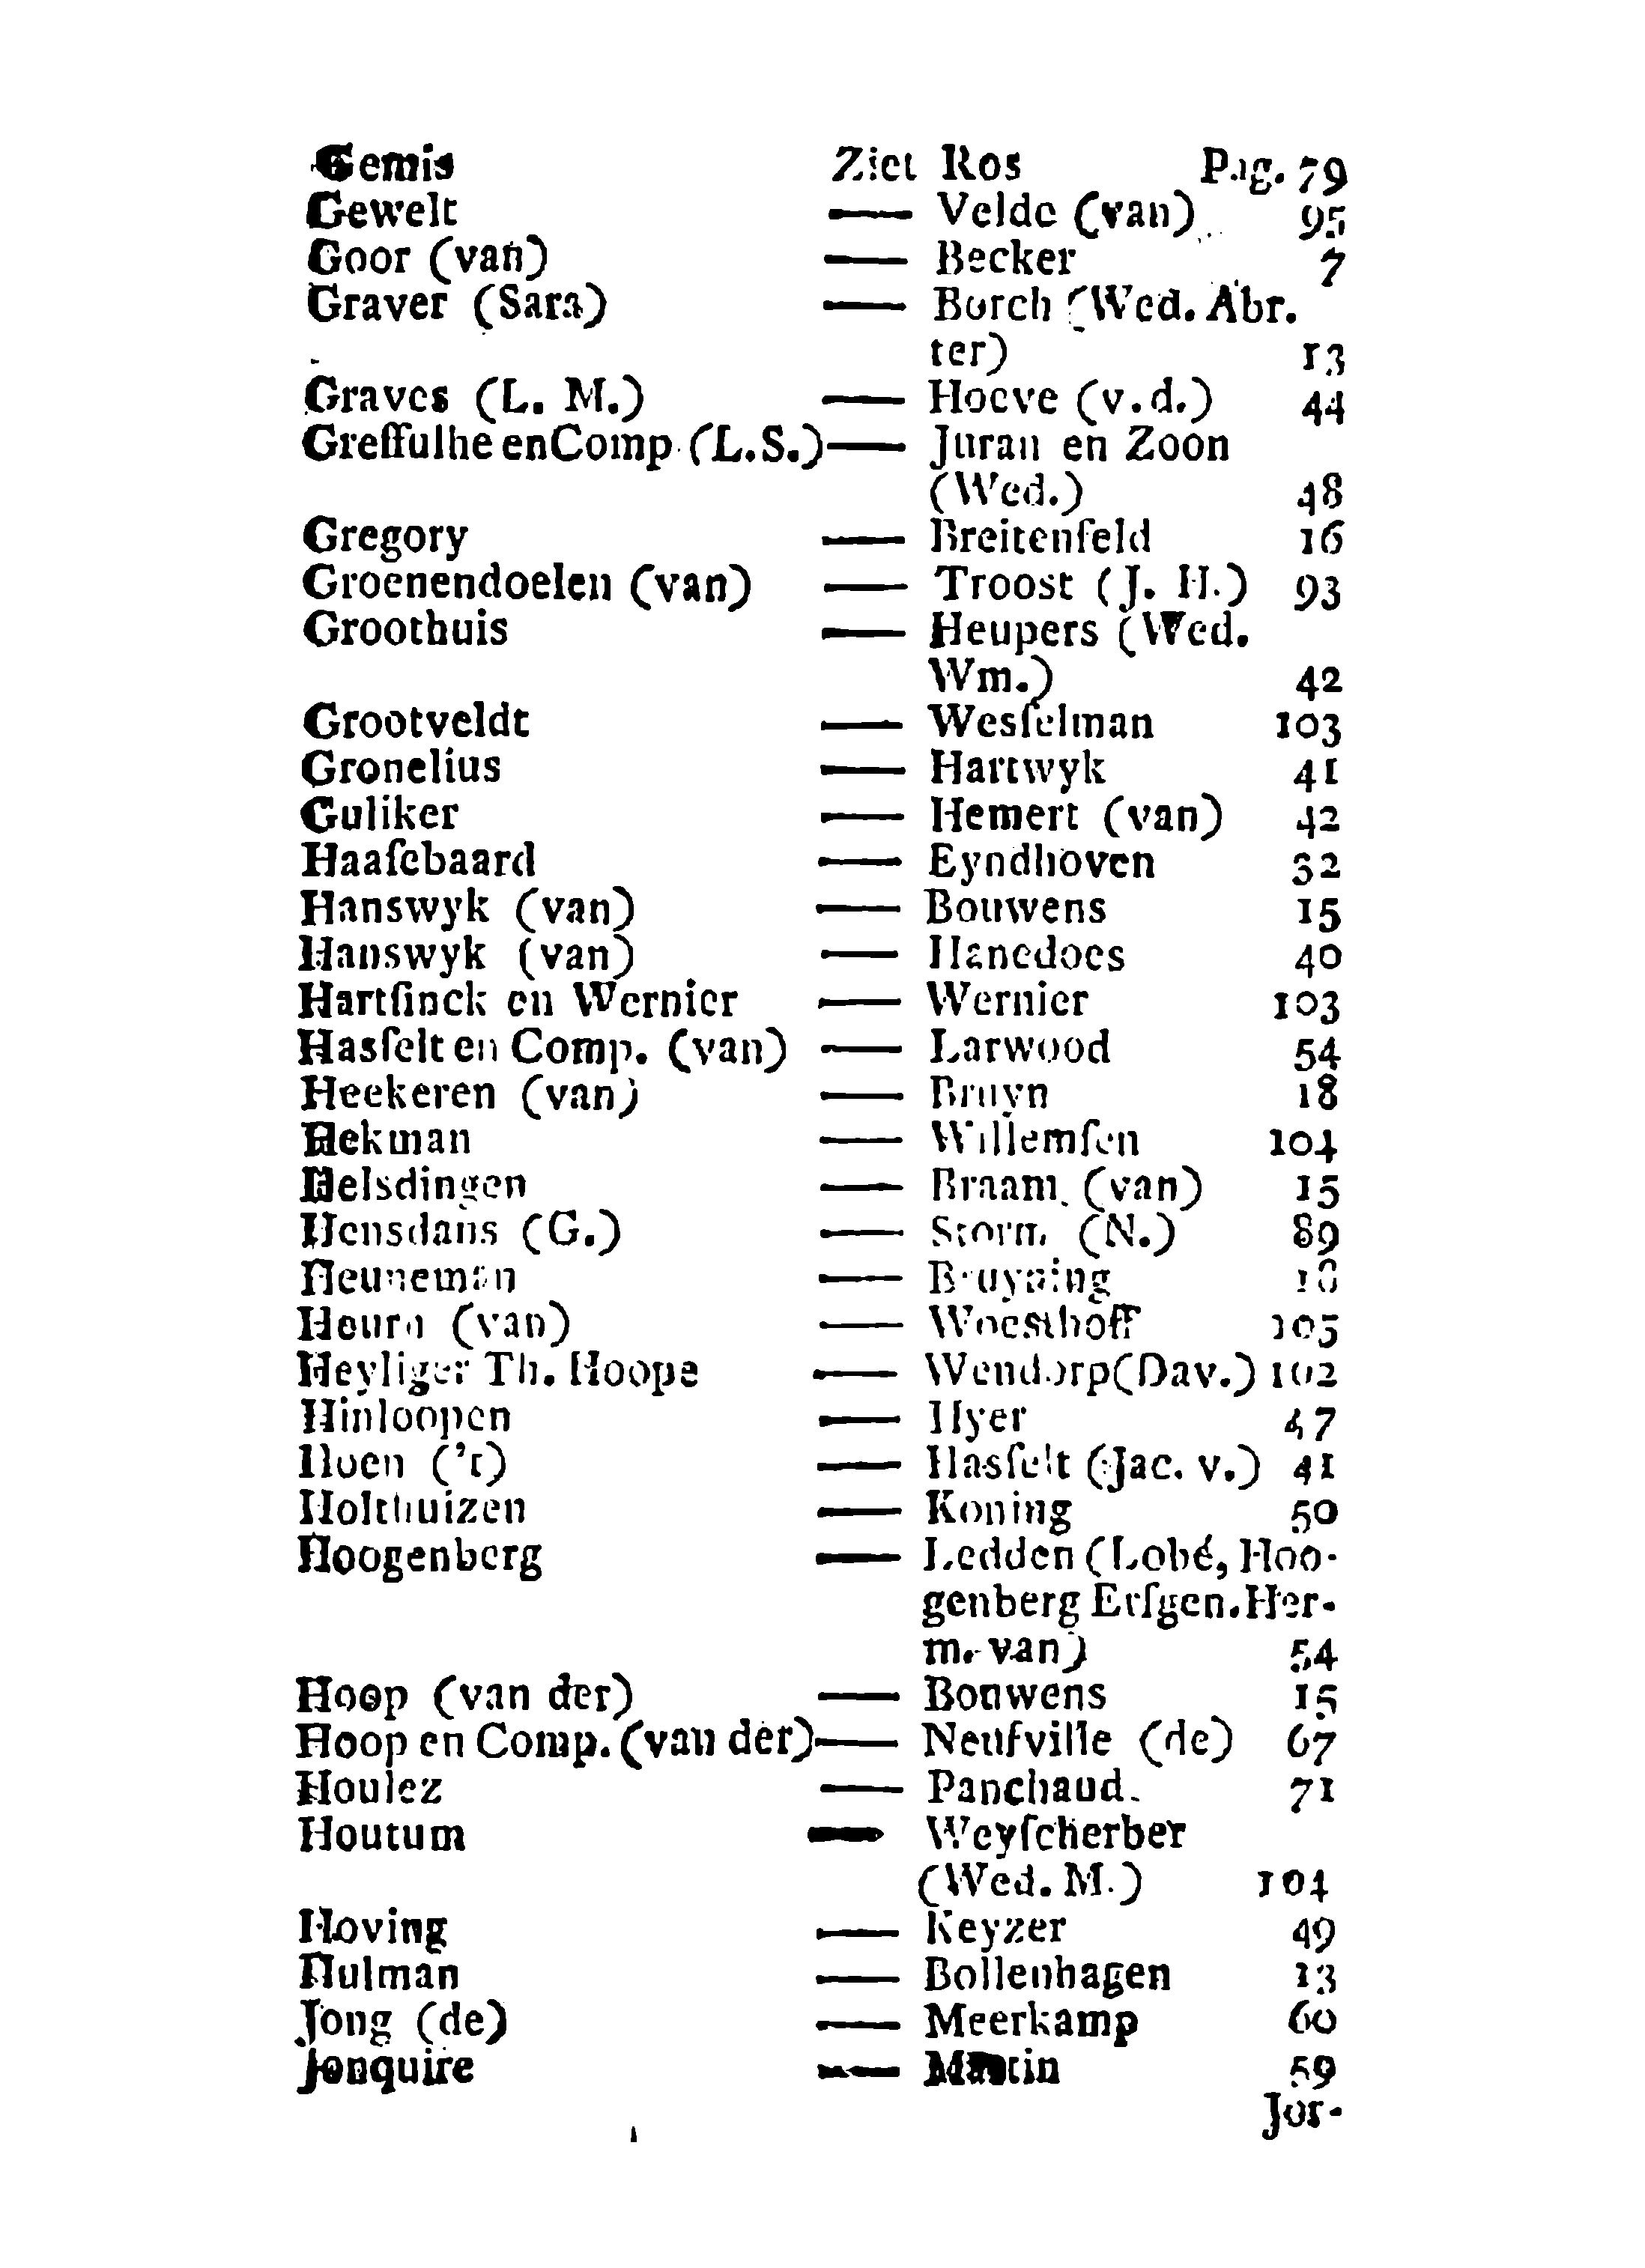 Gemis Ziet Ros Pag. 79
Gewelt — Velde (van) 95
Goor (van) — Becker 7
Graver (Sara) — Borch (Wed. Abr.
ter) 13
Graves (L. M.) — Hoeve (v.d.) 44
Greffulhe en Comp. (L.S.) — Juran en Zoon
(Wed.) 48
Gregory — Breitenfeld 16
Groenendoelen (van) — Troost (J. H.) 93
Groothuis — Heupers (Wed.
Wm.) 42
Grootveldt — Wesſelman 103
Gronelius — Hartwyk 41
Guliker — Hemert (van) 42
Haaſebaard — Eyndhoven 32
Hanswyk (van) — Bouwens 15
Hanswyk (van) — Hanedoes 40
Hartſinck en Wernier — Wernier 103
Hasſelt en Comp. (van) — Larwood 54
Heekeren (van) — Bruyn 18
Hekman — Willemſen 104
Helsdingen — Braam (van) 15
Hensdans (G.) — Storm (N.) 89
Heuneman — Bruyning 18
Heurn (van) — Woesthoff 105
Heyliger Th. Hoops — Wendorp (Dav.) 102
Hinloopen — Hyer 47
Hoen ('t) — Hasſelt (Jac. v.) 41
Holthuizen — Koning 50
Hoogenberg — Ledden (Lobé, Hoo-
genberg Erfgen. Her-
m. van) 54
Hoop (van der) — Bouwens 15
Hoop en Comp. (van der) — Neufville (de) 67
Houlez — Panchaud. 71
Houtum — Weyſcherber
(Wed. M.) 104
Hoving — Keyzer 49
Hulman — Bollenhagen 13
Jong (de) — Meerkamp 60
Jonquire — Martin 59
Jor-